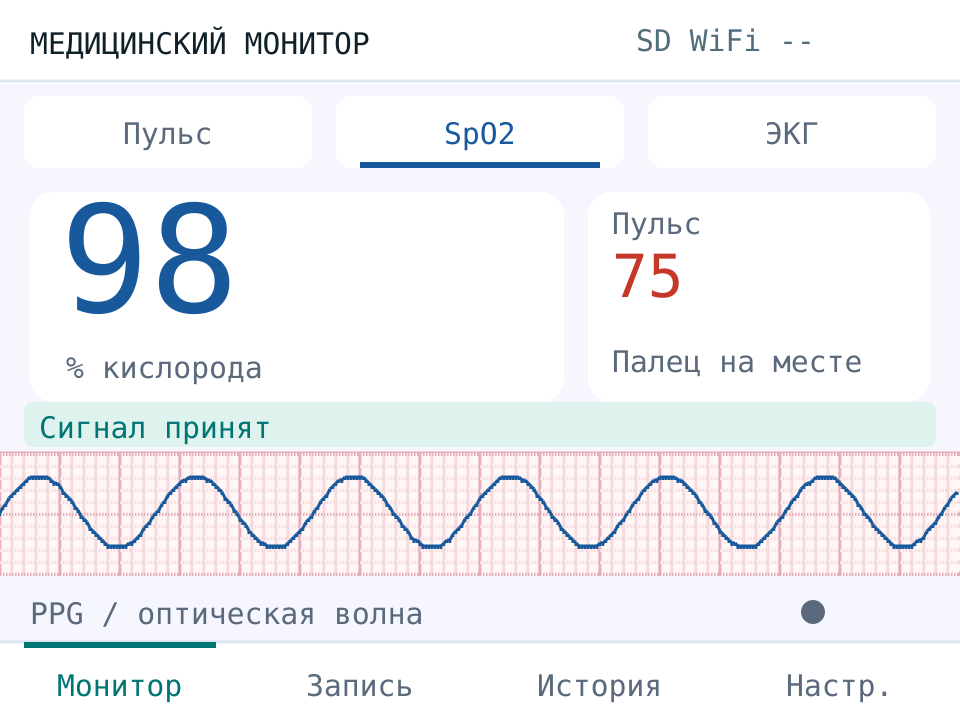 МЕДИЦИНСКИЙ МОНИТОР
SD WiFi --
Пульс
SpO2
ЭКГ
98
% кислорода
Пульс
75
Палец на месте
Сигнал принят
PPG / оптическая волна
Монитор
Запись
История
Настр.